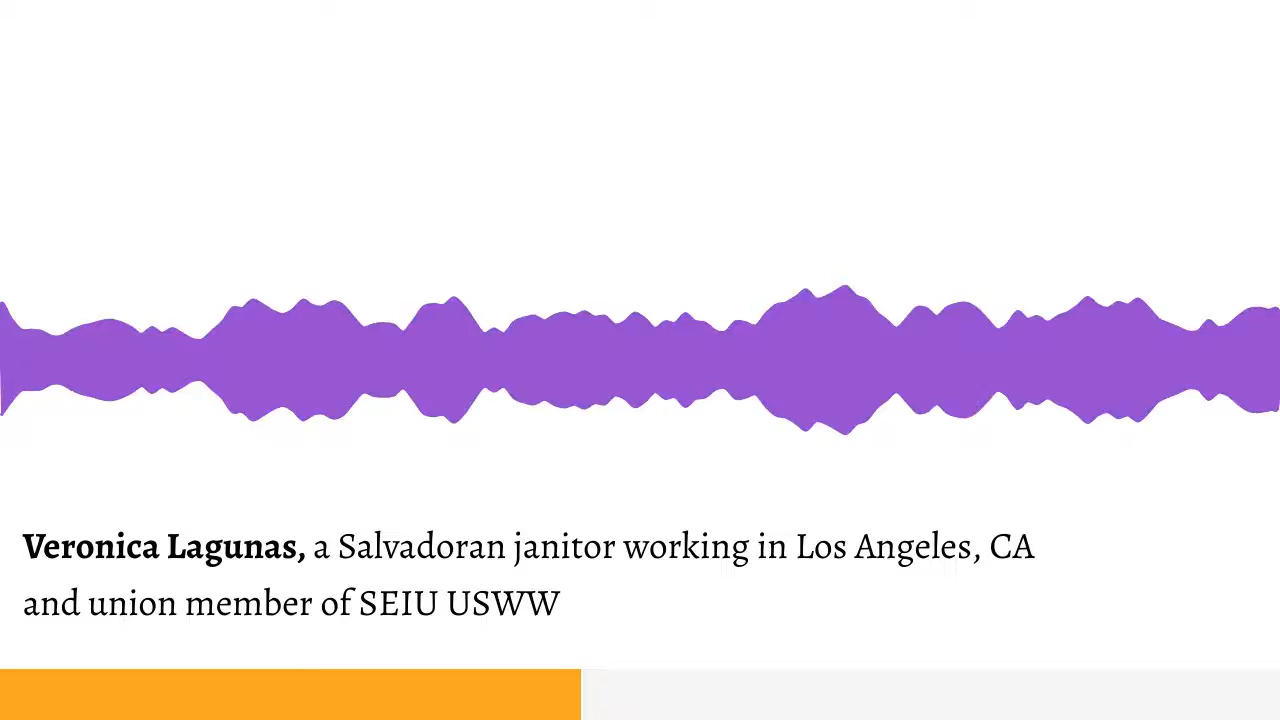 Veronica Lagunas, a Salvadoran janitor working in Los Angeles, CA
and union member of SEIU USWW